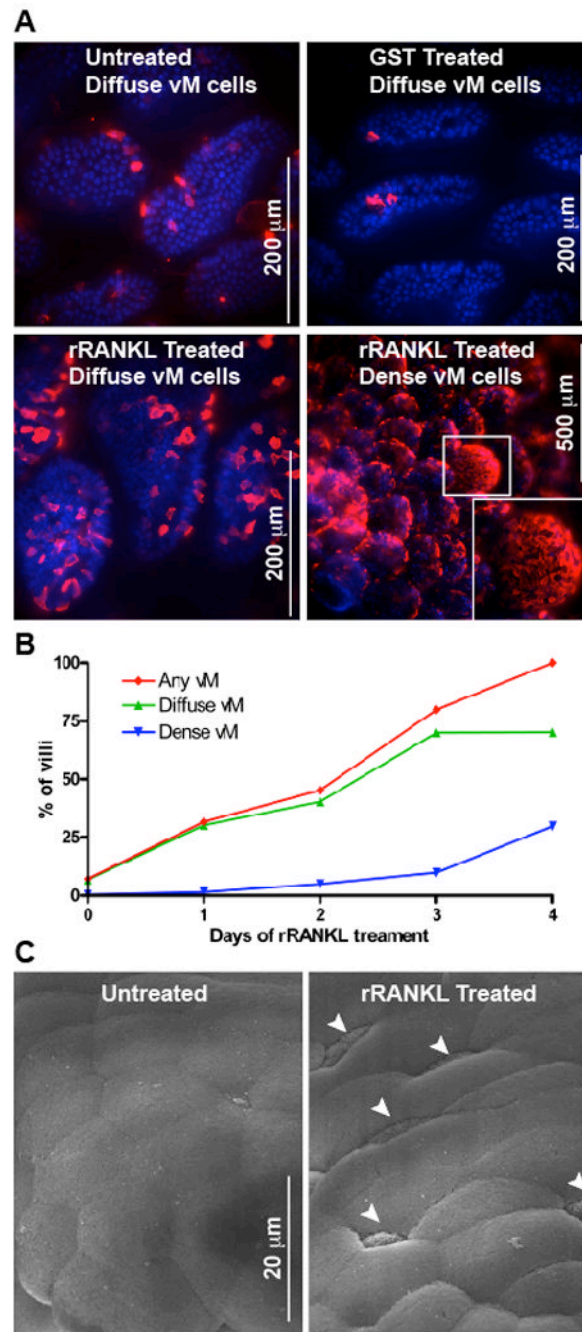 A
Untreated
Diffuse vM cells
200 µm
GST Treated
Diffuse vM cells
200 µm
rRANKL Treated
Diffuse vM cells
200 µm
rRANKL Treated
Dense vM cells
500 µm
B
100
75
50
25
0
% of villi
Any vM
Diffuse vM
Dense vM
0 1 2 3 4
Days of rRANKL treament
C
Untreated
20 µm
rRANKL Treated